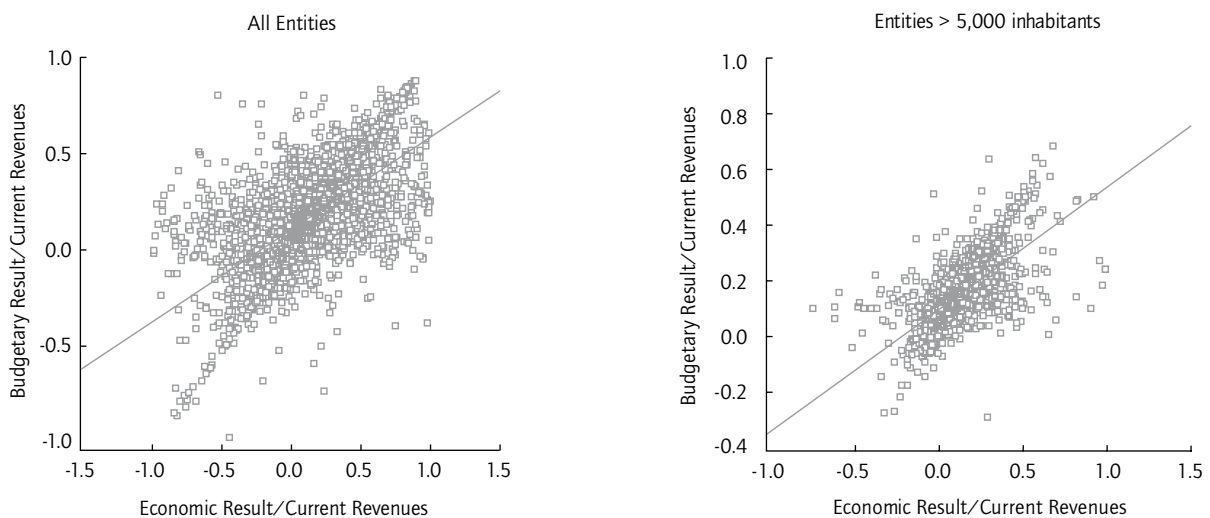 All Entities
Budgetary Result/Current Revenues
1.0
0.5
0.0
-0.5
-1.0
-1.5 -1.0 -0.5 0.0 0.5 1.0 1.5
Economic Result/Current Revenues
Entities > 5,000 inhabitants
Budgetary Result/Current Revenues
1.0
0.8
0.6
0.4
0.2
0.0
-0.2
-0.4
-1.0 -0.5 0.0 0.5 1.0 1.5
Economic Result/Current Revenues